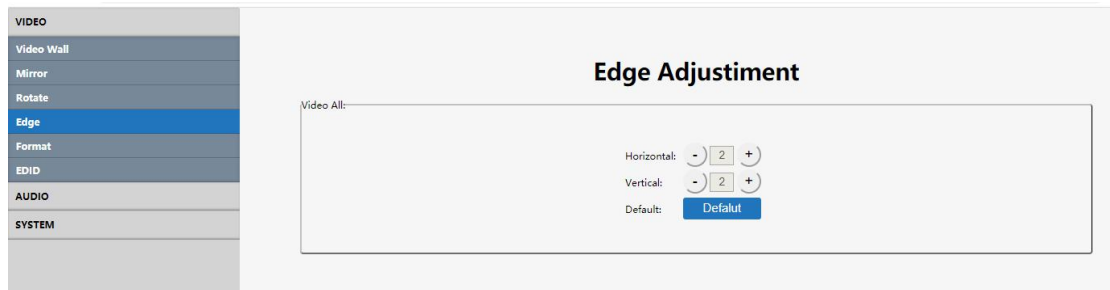 VIDEO
Video Wall
Mirror
Rotate
Edge
Format
EDID
AUDIO
SYSTEM
Edge Adjustiment
Video All:
Horizontal: - 2 +
Vertical: - 2 +
Default: Defalut